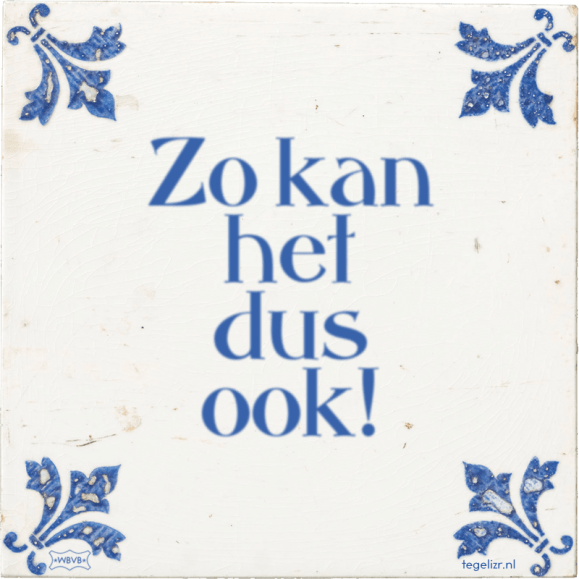 Zo kan
het
dus
ook!
*WBVB*
tegelizr.nl